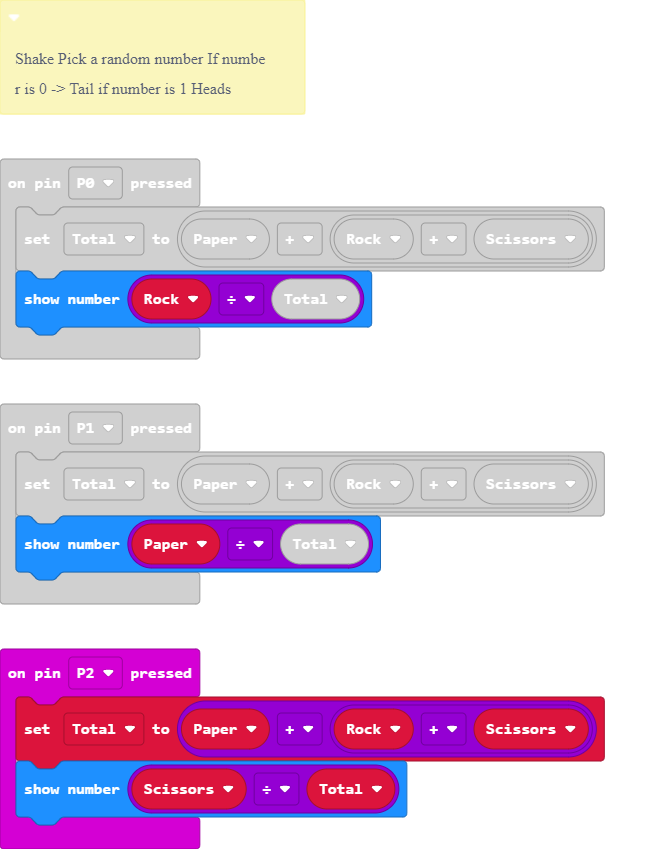 Shake Pick a random number If numbe
r is 0 -> Tail if number is 1 Heads
on pin P0 pressed
set Total to Paper + Rock + Scissors
show number Rock ÷ Total
on pin P1 pressed
set Total to Paper + Rock + Scissors
show number Paper ÷ Total
on pin P2 pressed
set Total to Paper + Rock + Scissors
show number Scissors ÷ Total